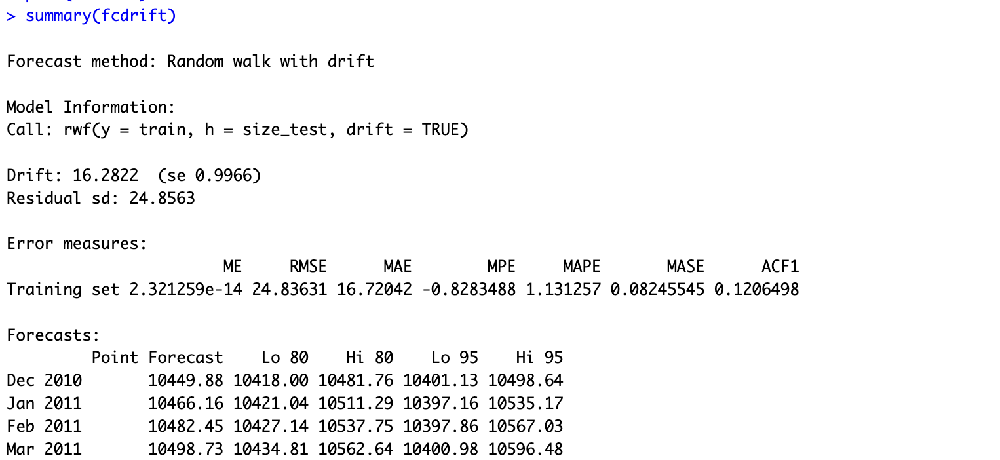 > summary(fcdrift)
Forecast method: Random walk with drift
Model Information:
Call: rwf(y = train, h = size_test, drift = TRUE)
Drift: 16.2822  (se 0.9966)
Residual sd: 24.8563
Error measures:
                       ME     RMSE      MAE        MPE     MAPE       MASE      ACF1
Training set 2.321259e-14 24.83631 16.72042 -0.8283488 1.131257 0.08245545 0.1206498
Forecasts:
         Point Forecast    Lo 80    Hi 80    Lo 95    Hi 95
Dec 2010       10449.88 10418.00 10481.76 10401.13 10498.64
Jan 2011       10466.16 10421.04 10511.29 10397.16 10535.17
Feb 2011       10482.45 10427.14 10537.75 10397.86 10567.03
Mar 2011       10498.73 10434.81 10562.64 10400.98 10596.48